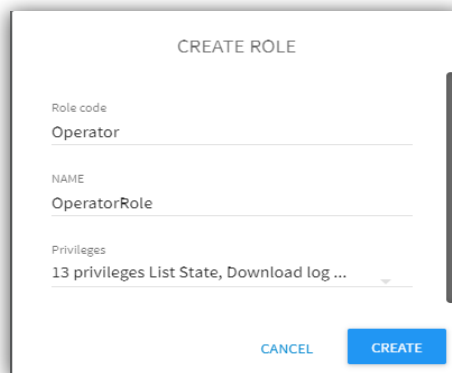 CREATE ROLE
Role code
Operator
NAME
OperatorRole
Privileges
13 privileges List State, Download log ...
CANCEL CREATE